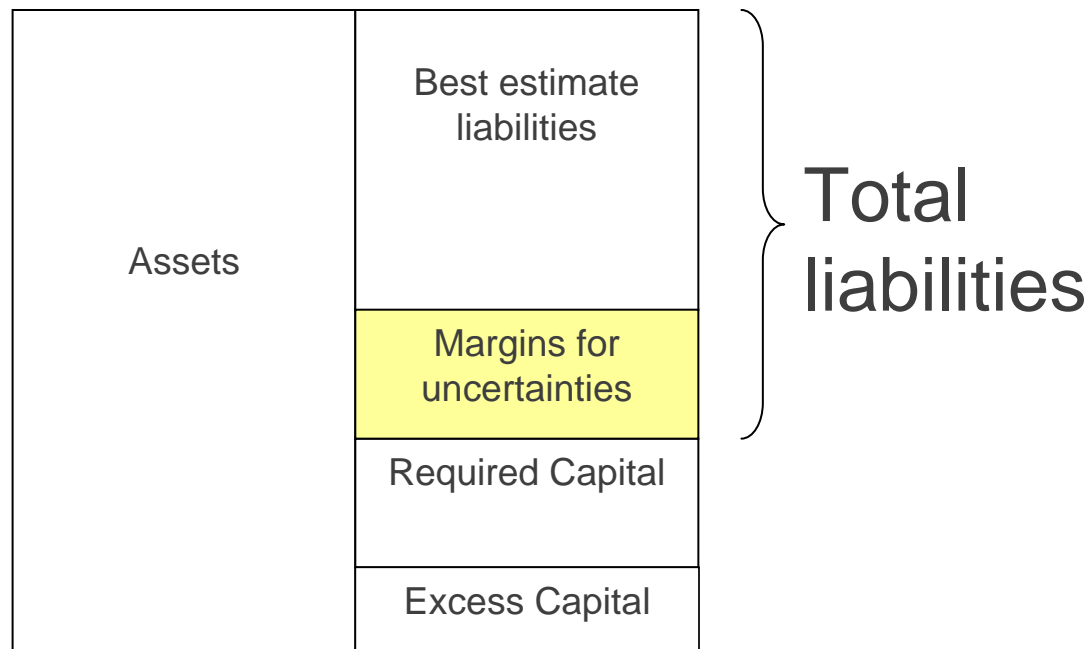 Assets
Best estimate
liabilities
Margins for
uncertainties
Required Capital
Excess Capital
Total
liabilities